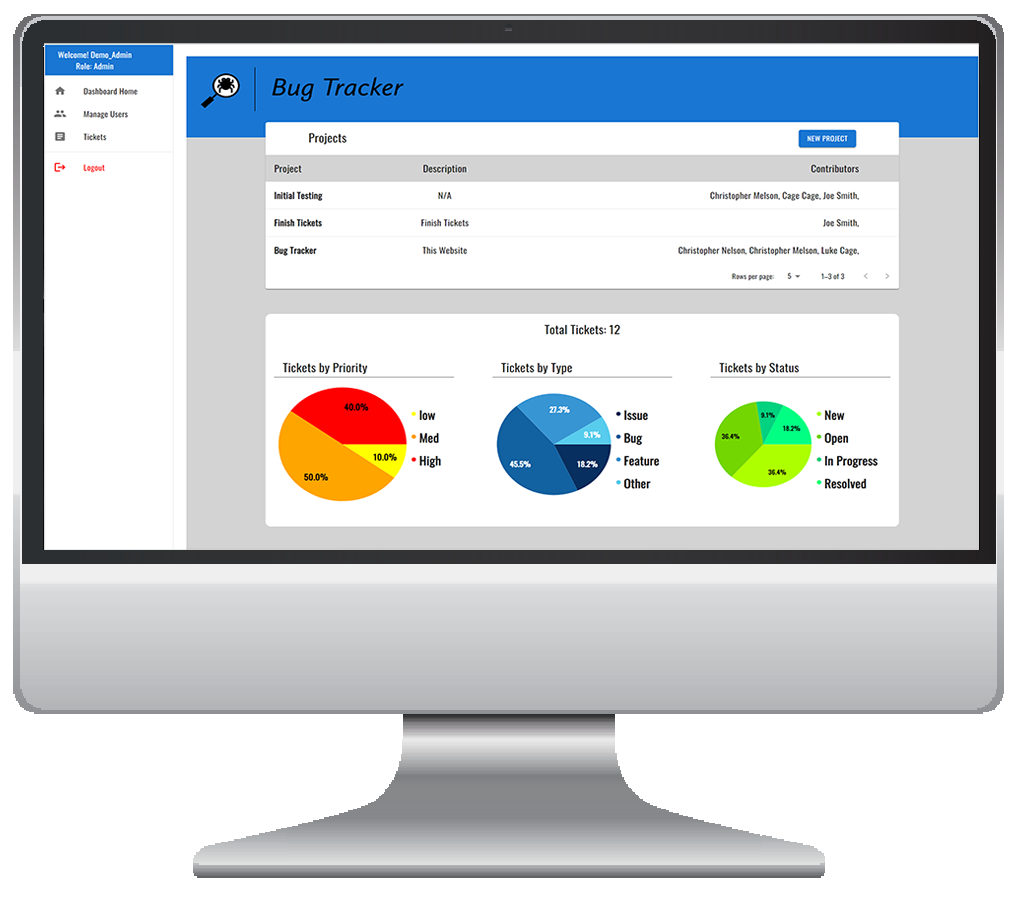 Welcome! Demo_Admin
Role: Admin
Dashboard Home
Manage Users
Tickets
Logout
Bug Tracker
Projects
NEW PROJECT
Project Description Contributors
Initial Testing N/A Christopher Melson, Cage Cage, Joe Smith,
Finish Tickets Finish Tickets Joe Smith,
Bug Tracker This Website Christopher Nelson, Christopher Melson, Luke Cage,
Rows per page: 5 1–3 of 3
Total Tickets: 12
Tickets by Priority
40.0%
10.0%
50.0%
low
Med
High
Tickets by Type
27.3%
9.1%
45.5%
18.2%
Issue
Bug
Feature
Other
Tickets by Status
9.1%
18.2%
36.4%
36.4%
New
Open
In Progress
Resolved